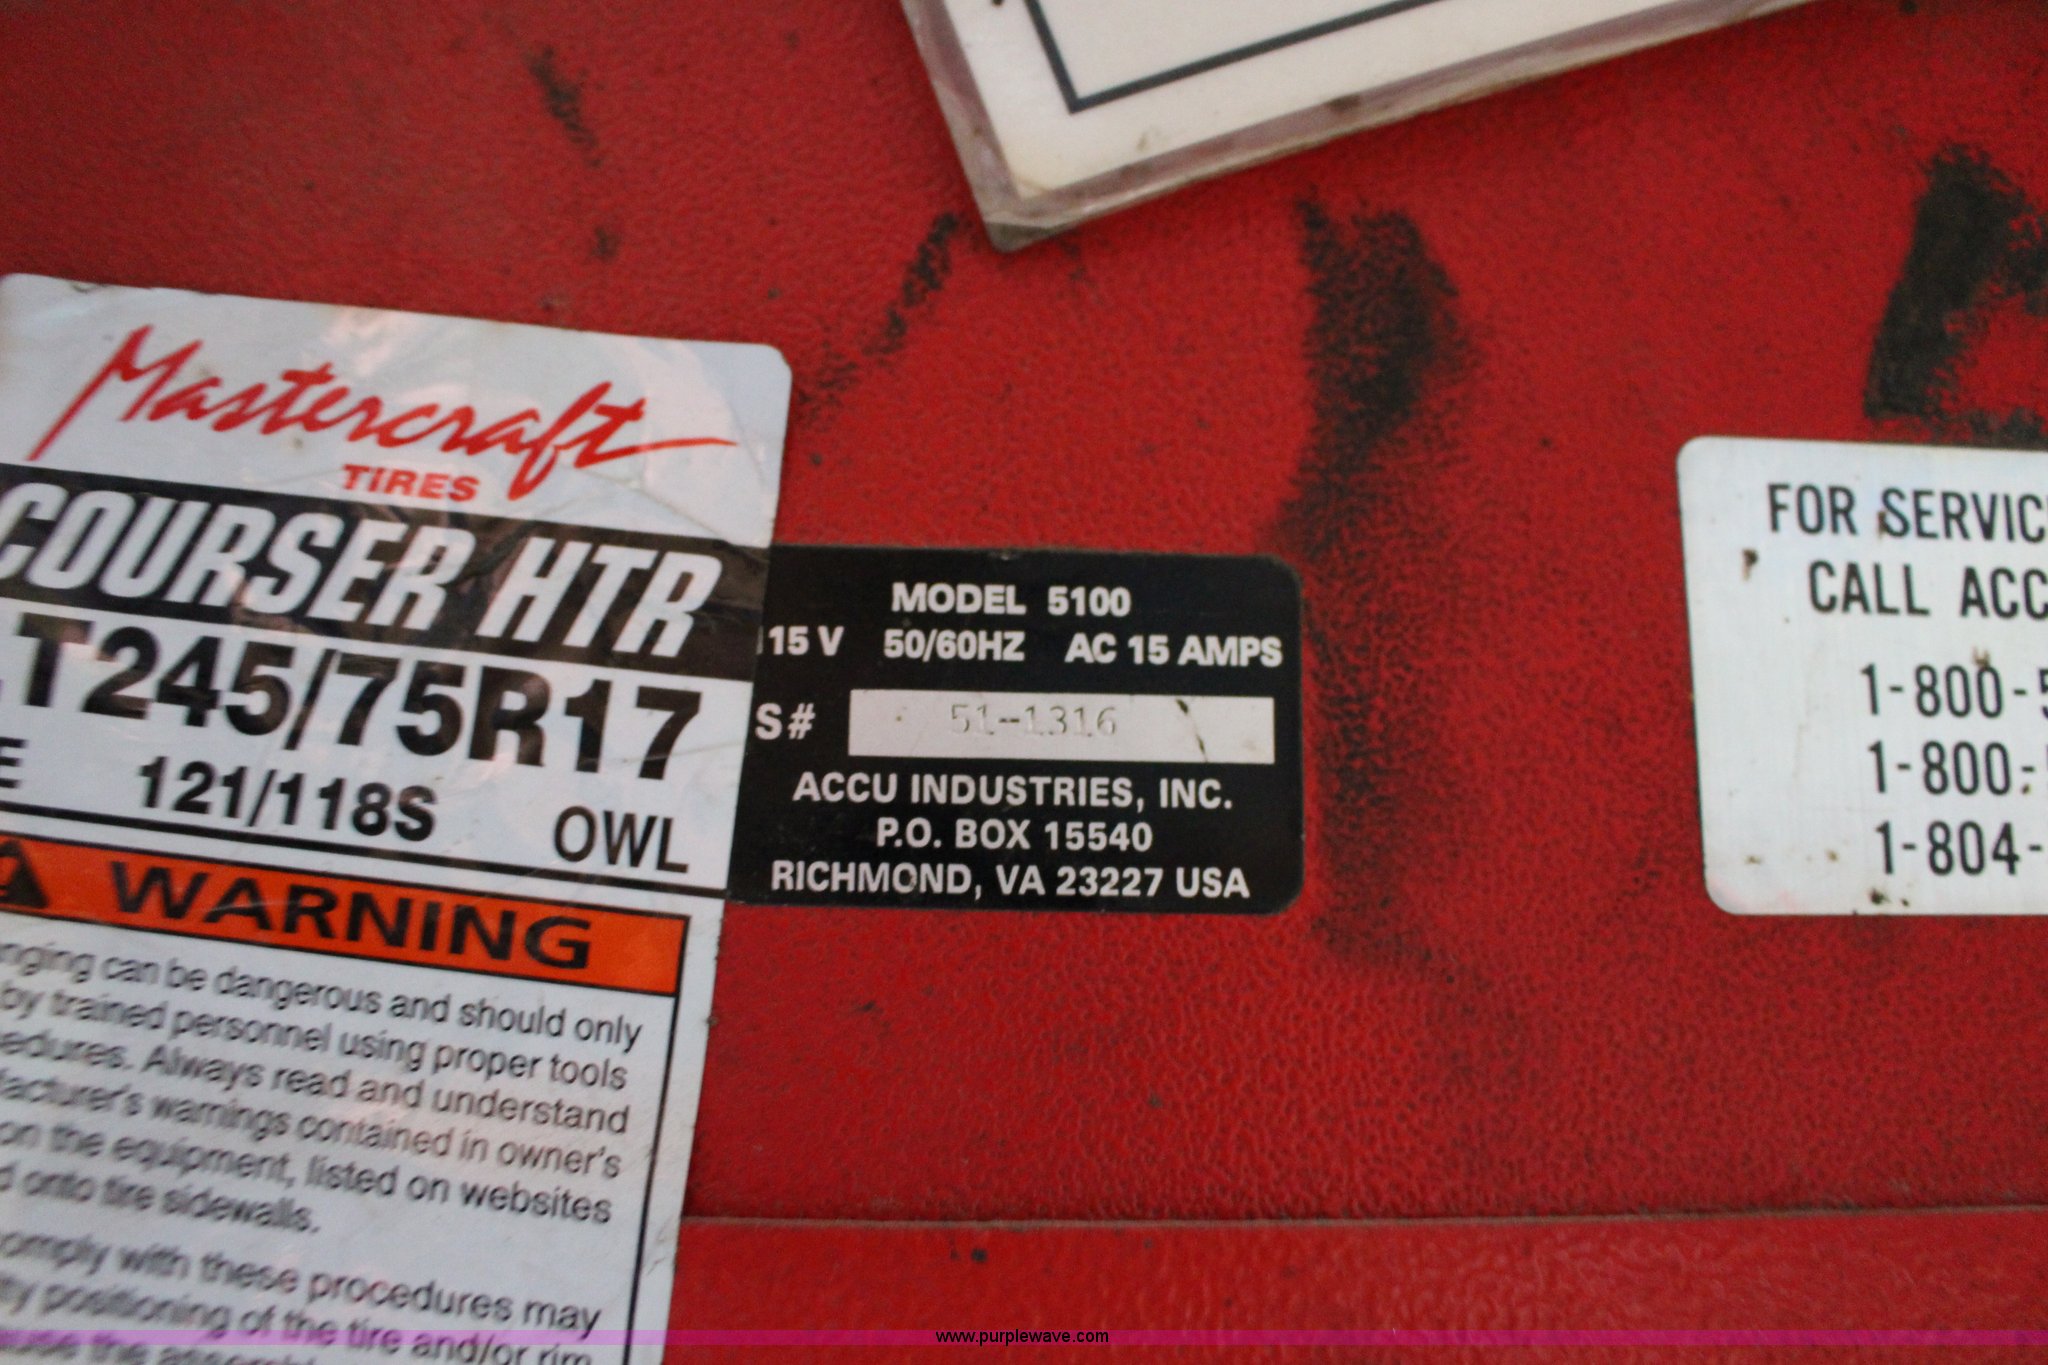 Mastercraft
TIRES
COURSER HTR
LT245/75R17
E 121/118S OWL
WARNING
can be dangerous and should only
by trained personnel using proper tools
Always read and understand
warnings contained in owner's
on the equipment, listed on websites
onto tire sidewalls.
comply with these procedures may
positioning of the tire and/or rim
the
MODEL 5100
115 V 50/60HZ AC 15 AMPS
S# 51-1316
ACCU INDUSTRIES, INC.
P.O. BOX 15540
RICHMOND, VA 23227 USA
FOR SERVIC
CALL ACC
1-800-5
1-800-
1-804-
www.purplewave.com